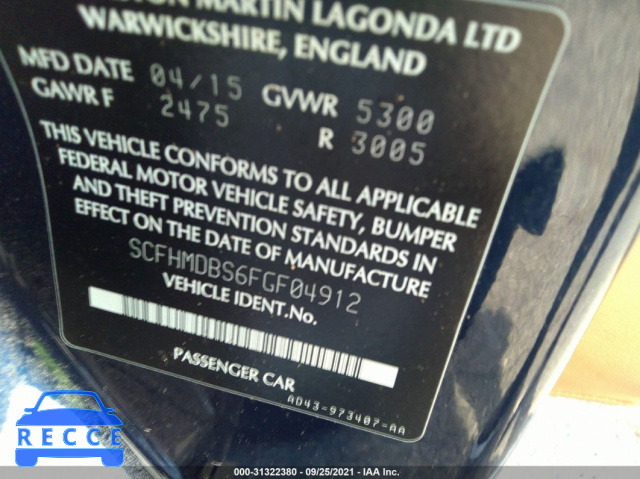 MARTIN LAGONDA LTD
WARWICKSHIRE, ENGLAND
MFD DATE 04/15 GVWR 5300
GAWR F 2475 R 3005
THIS VEHICLE CONFORMS TO ALL APPLICABLE
FEDERAL MOTOR VEHICLE SAFETY, BUMPER
AND THEFT PREVENTION STANDARDS IN
EFFECT ON THE DATE OF MANUFACTURE
SCFHMDBS6FGF04912
VEHICLE IDENT.No.
PASSENGER CAR
AD43-973407-AA
RECCE
000-31322380 - 09/25/2021 - IAA Inc.